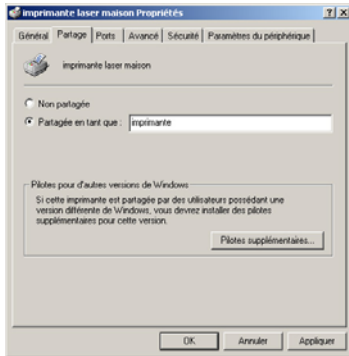 imprimante laser maison Propriétés
Général Partage Ports Avancé Sécurité Paramètres du périphérique
imprimante laser maison
Non partagée
Partagée en tant que : imprimante
Pilotes pour d'autres versions de Windows
Si cette imprimante est partagée par des utilisateurs possédant une
version différente de Windows, vous devrez installer des pilotes
supplémentaires pour cette version.
Pilotes supplémentaires...
OK Annuler Appliquer